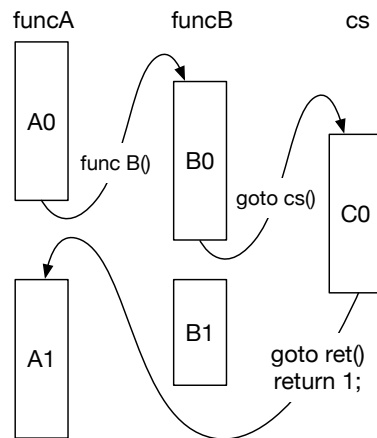 funcA
funcB
cs
A0
func B()
B0
goto cs()
C0
A1
B1
goto ret()
return 1;